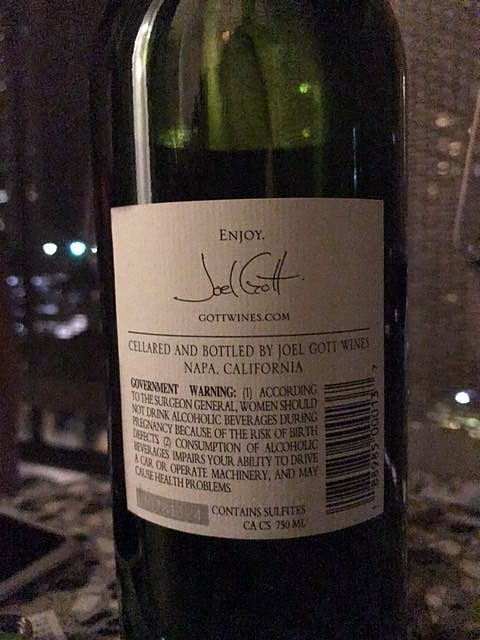 ENJOY.
Joel Gott
GOTTWINES.COM
CELLARED AND BOTTLED BY JOEL GOTT WINES
NAPA, CALIFORNIA
GOVERNMENT WARNING: (1) ACCORDING
TO THE SURGEON GENERAL, WOMEN SHOULD
NOT DRINK ALCOHOLIC BEVERAGES DURING
PREGNANCY BECAUSE OF THE RISK OF BIRTH
DEFECTS (2) CONSUMPTION OF ALCOHOLIC
BEVERAGES IMPAIRS YOUR ABILITY TO DRIVE
A CAR OR OPERATE MACHINERY, AND MAY
CAUSE HEALTH PROBLEMS
CONTAINS SULFITES
CA CS 750 ML